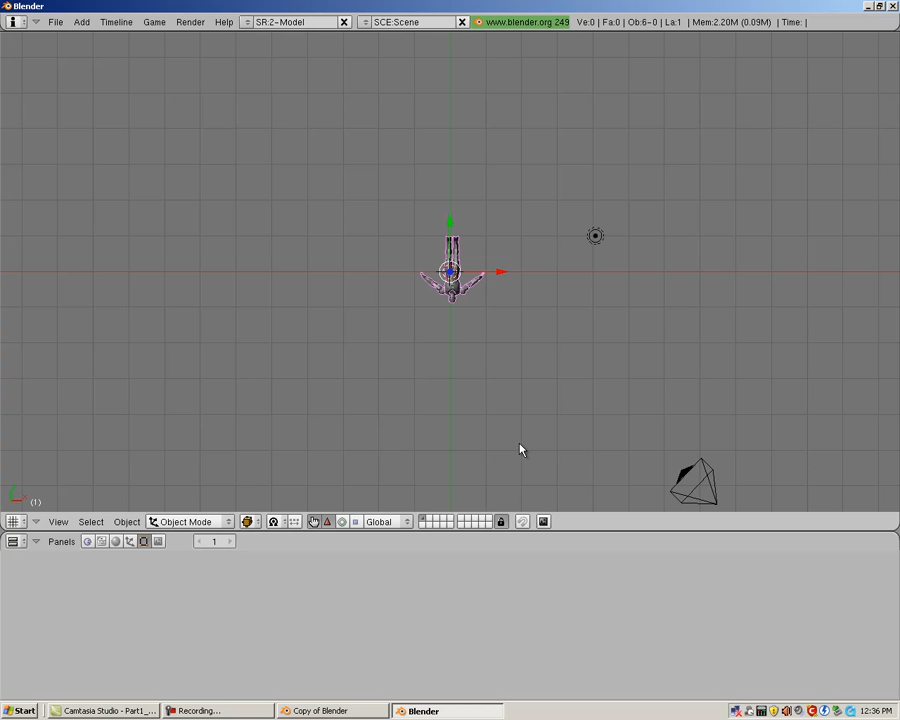 Blender
File Add Timeline Game Render Help SR:2-Model SCE:Scene www.blender.org 249 Ve:0 | Fa:0 | Ob:6-0 | La:1 | Mem:2.20M (0.09M) | Time: |
(1)
View Select Object Object Mode Global
Panels 1
Start Camtasia Studio - Part1_... Recording... Copy of Blender Blender 12:36 PM